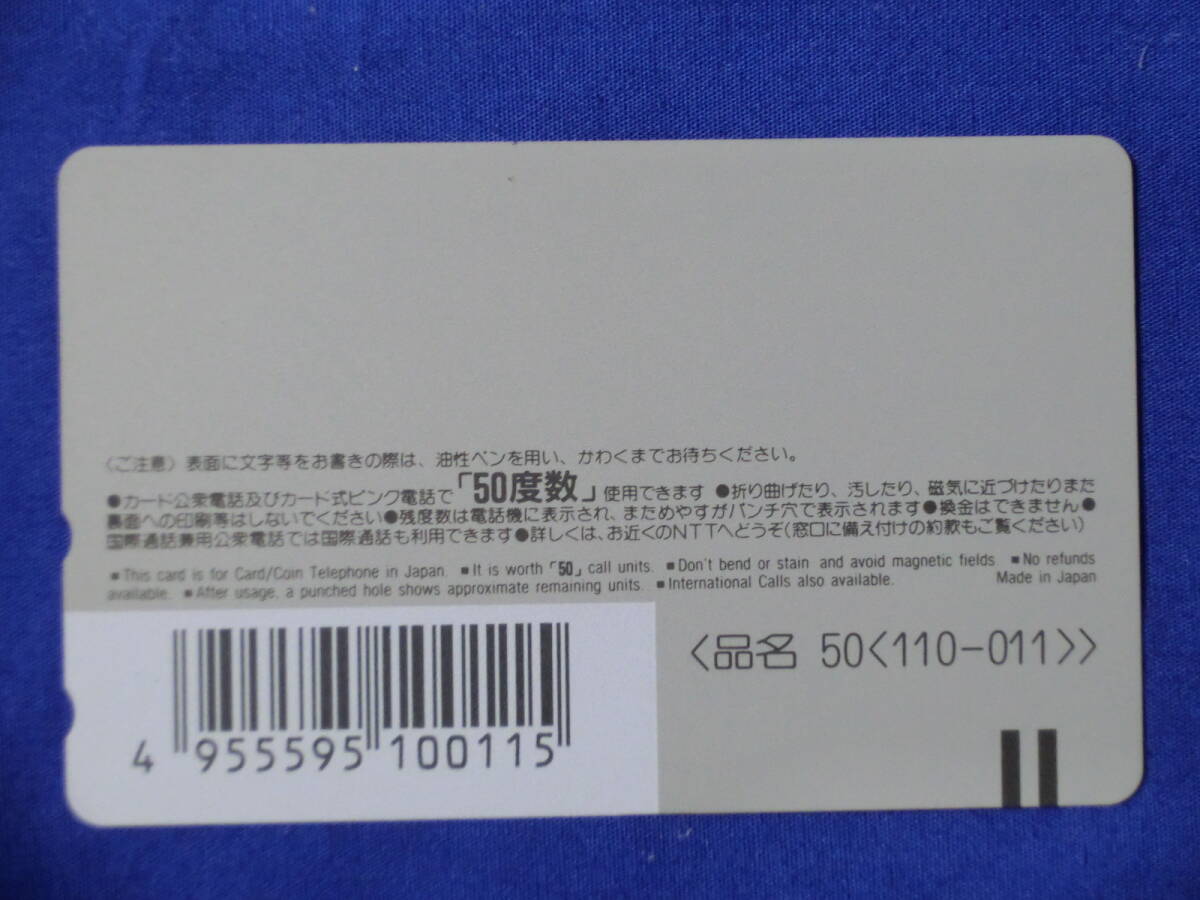 〈ご注意〉表面に文字等をお書きの際は、油性ペンを用い、かわくまでお待ちください。
●カード公衆電話及びカード式ピンク電話で「50度数」使用できます ●折り曲げたり、汚したり、磁気に近づけたりまた
裏面への印刷等はしないでください●残度数は電話機に表示され、まためやすがパンチ穴で表示されます●換金はできません●
国際通話兼用公衆電話では国際通話も利用できます●詳しくは、お近くのNTTへどうぞ(窓口に備え付けの約款もご覧ください)
■This card is for Card/Coin Telephone in Japan. ■It is worth「50」call units. ■Don't bend or stain and avoid magnetic fields. ■No refunds
available. ■After usage, a punched hole shows approximate remaining units. ■International Calls also available. Made in Japan
〈品名 50〈110-011〉〉
4 955595 100115